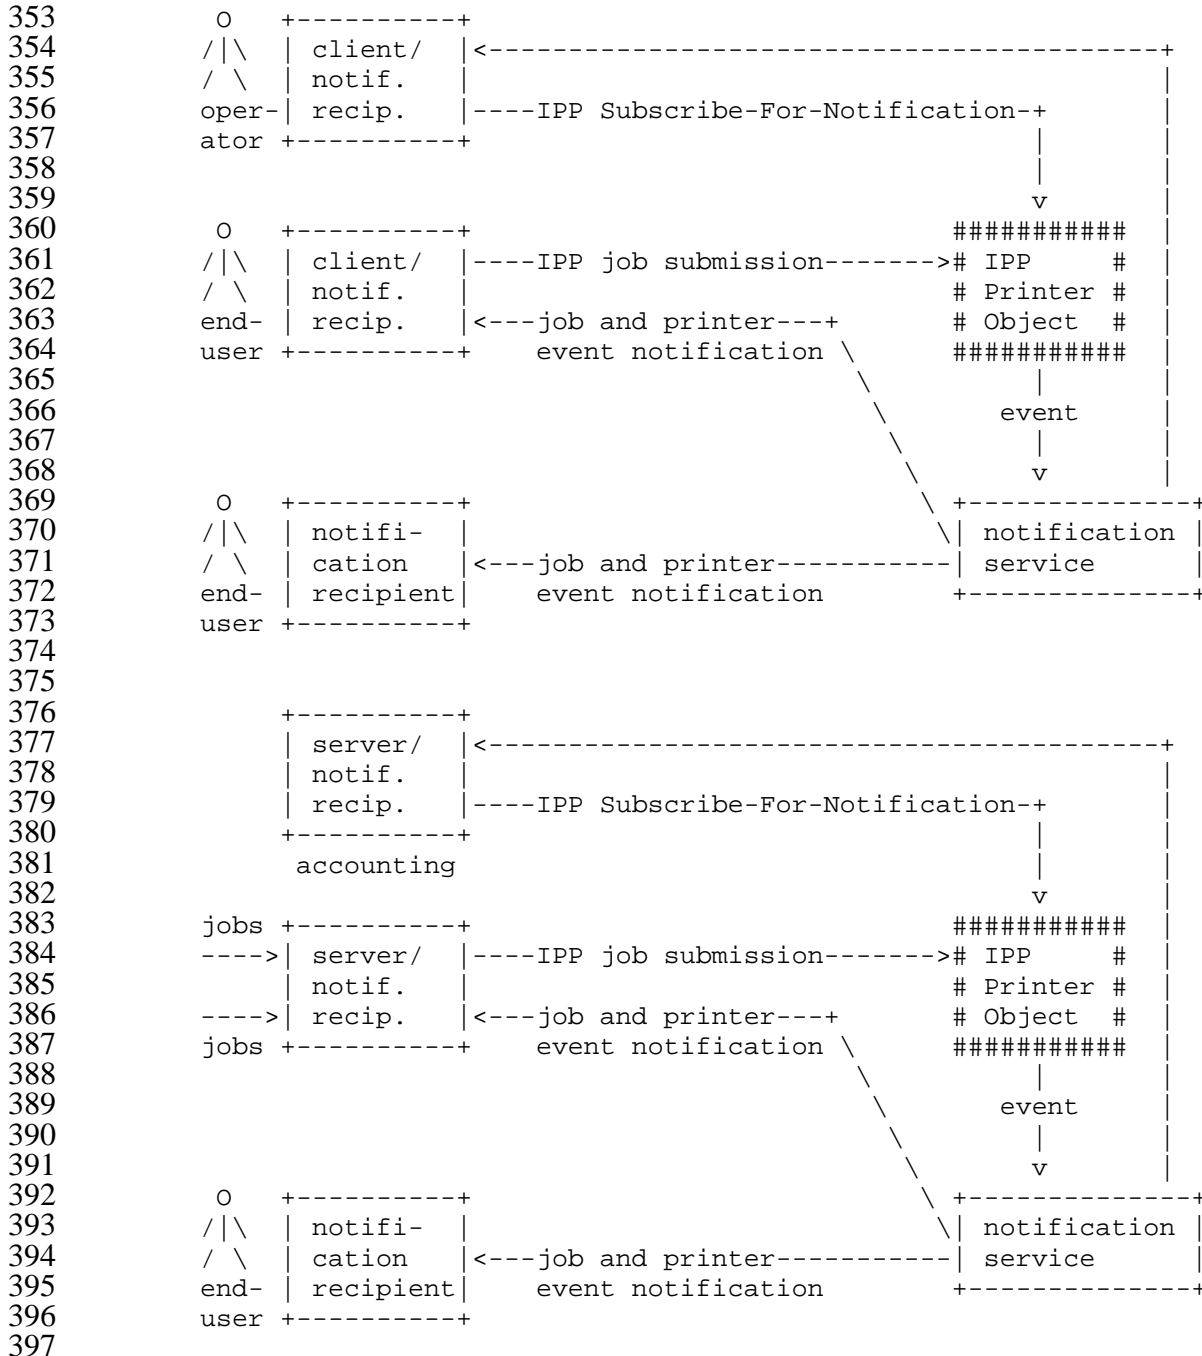 353           O   +----------+
354          /|\  | client/  |<------------------------------------------+
355          / \  | notif.   |                                           |
356          oper-| recip.   |----IPP Subscribe-For-Notification-+       |
357          ator +----------+                                   |       |
358                                                              |       |
359                                                              v       |
360           O   +----------+                              ########### |
361          /|\  | client/  |----IPP job submission-------># IPP     # |
362          / \  | notif.   |                              # Printer # |
363          end- | recip.   |<---job and printer---+       # Object  # |
364          user +----------+    event notification \      ########### |
365                                                   \          |      |
366                                                    \       event    |
367                                                     \        |      |
368                                                      \       v      |
369           O   +----------+                             \ +--------------+
370          /|\  | notifi-  |                              \| notification |
371          / \  | cation   |<---job and printer-----------| service      |
372          end- | recipient|    event notification        +--------------+
373          user +----------+
374
375
376               +----------+
377               | server/  |<------------------------------------------+
378               | notif.   |                                           |
379               | recip.   |----IPP Subscribe-For-Notification-+       |
380               +----------+                                   |       |
381                accounting                                    |       |
382                                                              v       |
383          jobs +----------+                              ########### |
384          ---->| server/  |----IPP job submission-------># IPP     # |
385               | notif.   |                              # Printer # |
386          ---->| recip.   |<---job and printer---+       # Object  # |
387          jobs +----------+    event notification \      ########### |
388                                                   \          |      |
389                                                    \       event    |
390                                                     \        |      |
391                                                      \       v      |
392           O   +----------+                             \ +--------------+
393          /|\  | notifi-  |                              \| notification |
394          / \  | cation   |<---job and printer-----------| service      |
395          end- | recipient|    event notification        +--------------+
396          user +----------+
397